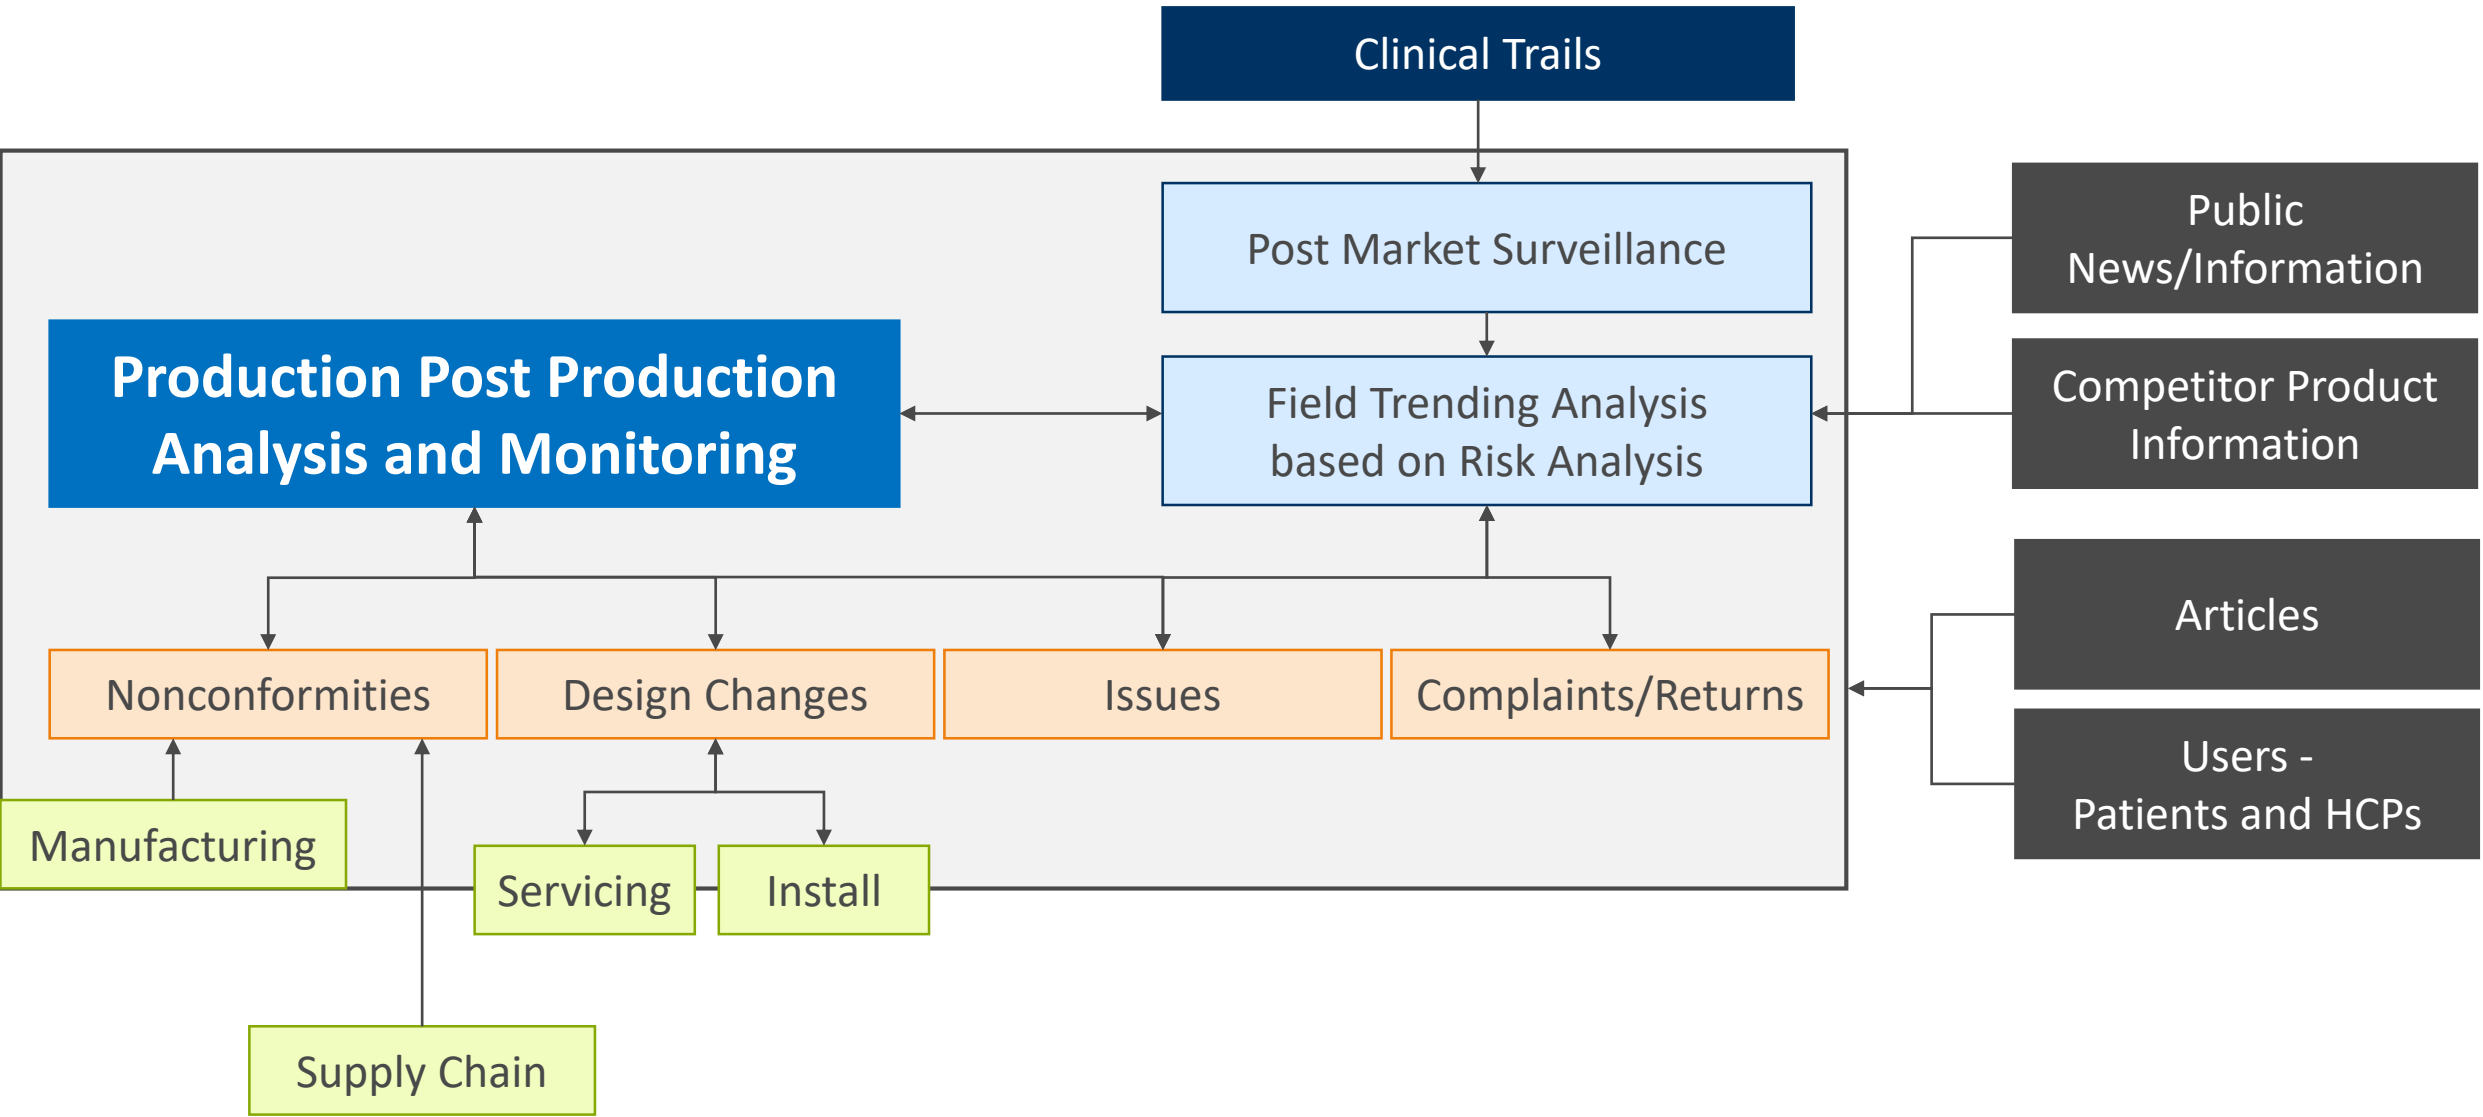 Clinical Trails
Post Market Surveillance
Public
News/Information
Production Post Production
Analysis and Monitoring
Field Trending Analysis
based on Risk Analysis
Competitor Product
Information
Articles
Nonconformities
Design Changes
Issues
Complaints/Returns
Users -
Patients and HCPs
Manufacturing
Servicing
Install
Supply Chain